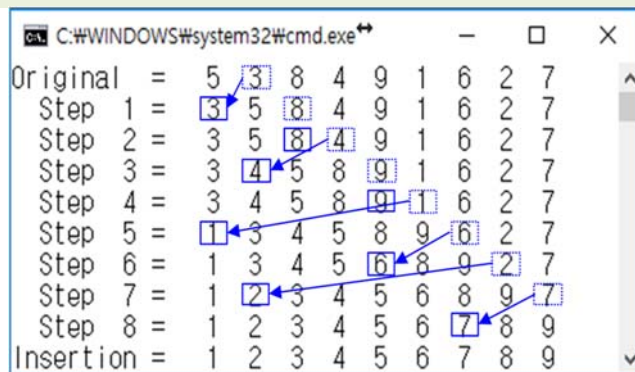 C:₩WINDOWS₩system32₩cmd.exe
Original = 5 3 8 4 9 1 6 2 7
Step 1 = 3 5 8 4 9 1 6 2 7
Step 2 = 3 5 8 4 9 1 6 2 7
Step 3 = 3 4 5 8 9 1 6 2 7
Step 4 = 3 4 5 8 9 1 6 2 7
Step 5 = 1 3 4 5 8 9 6 2 7
Step 6 = 1 3 4 5 6 8 9 2 7
Step 7 = 1 2 3 4 5 6 8 9 7
Step 8 = 1 2 3 4 5 6 7 8 9
Insertion = 1 2 3 4 5 6 7 8 9